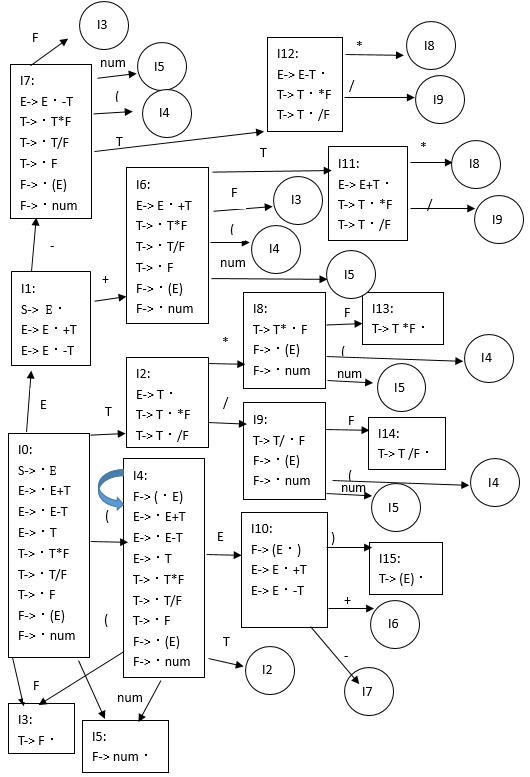 F
I3
num
I5
(
I4
T
I7:
E-> E · -T
T-> · T*F
T-> · T/F
T-> · F
F-> · (E)
F-> · num
I12:
E-> E-T ·
T-> T · *F
T-> T · /F
*
I8
/
I9
T
I11:
E-> E+T ·
T-> T · *F
T-> T · /F
*
I8
/
I9
I6:
E-> E · +T
T-> · T*F
T-> · T/F
T-> · F
F-> · (E)
F-> · num
F
I3
(
I4
num
I5
-
+
I1:
S-> E ·
E-> E · +T
E-> E · -T
I8:
T-> T* · F
F-> · (E)
F-> · num
F
I13:
T-> T *F ·
(
I4
num
I5
*
I2:
E-> T ·
T-> T · *F
T-> T · /F
/
E
T
I9:
T-> T/ · F
F-> · (E)
F-> · num
F
I14:
T-> T /F ·
(
I4
num
I5
I0:
S-> · E
E-> · E+T
E-> · E-T
E-> · T
T-> · T*F
T-> · T/F
T-> · F
F-> · (E)
F-> · num
(
(
I4:
F-> ( · E)
E-> · E+T
E-> · E-T
E-> · T
T-> · T*F
T-> · T/F
T-> · F
F-> · (E)
F-> · num
E
I10:
F-> (E · )
E-> E · +T
E-> E · -T
)
I15:
T-> (E) ·
+
I6
-
I7
T
I2
F
num
I3:
T-> F ·
I5:
F-> num ·